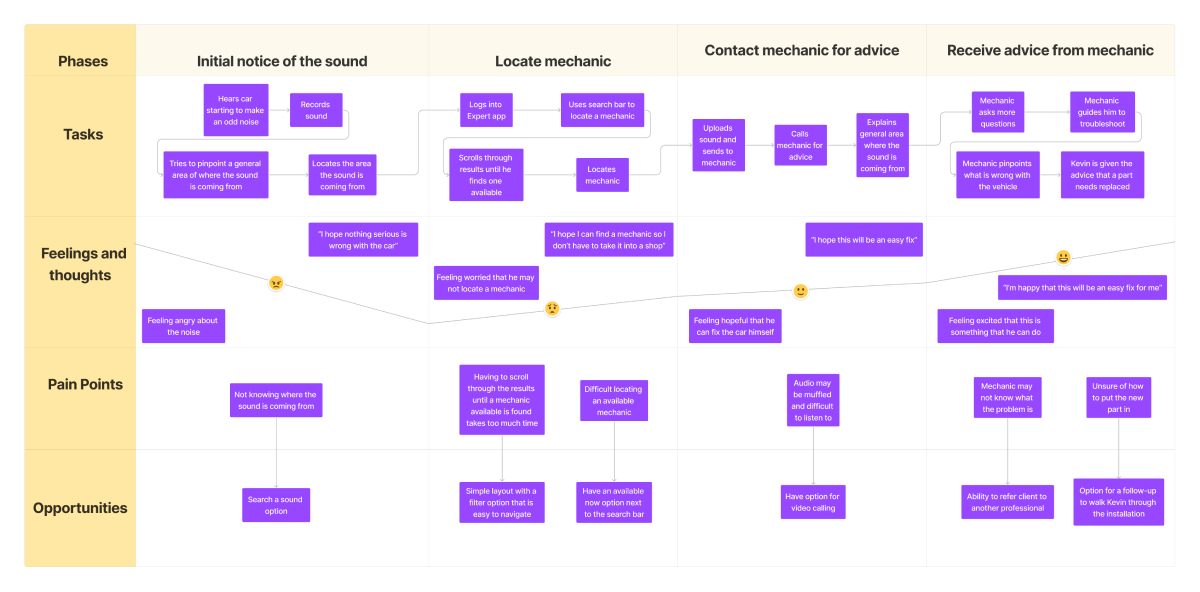 Phases
Initial notice of the sound
Locate mechanic
Contact mechanic for advice
Receive advice from mechanic
Tasks
Hears car
starting to make
an odd noise
Records
sound
Tries to pinpoint a general
area of where the sound
is coming from
Locates the area
the sound is
coming from
Logs into
Expert app
Uses search bar to
locate a mechanic
Scrolls through
results until he
finds one
available
Locates
mechanic
Uploads
sound and
sends to
mechanic
Calls
mechanic for
advice
Explains
general area
where the
sound is
coming from
Mechanic
asks more
questions
Mechanic
guides him to
troubleshoot
Mechanic pinpoints
what is wrong with
the vehicle
Kevin is given the
advice that a part
needs replaced
Feelings and
thoughts
"I hope nothing serious is
wrong with the car"
Feeling angry about
the noise
"I hope I can find a mechanic so I
don't have to take it into a shop"
Feeling worried that he may
not locate a mechanic
"I hope this will be an easy fix"
Feeling hopeful that he
can fix the car himself
"I'm happy that this will be an easy fix for me"
Feeling excited that this is
something that he can do
Pain Points
Not knowing where the
sound is coming from
Having to scroll
through the results
until a mechanic
available is found
takes too much time
Difficult locating
an available
mechanic
Audio may
be muffled
and difficult
to listen to
Mechanic may
not know what
the problem is
Unsure of how
to put the new
part in
Opportunities
Search a sound
option
Simple layout with a
filter option that is
easy to navigate
Have an available
now option next
to the search bar
Have option for
video calling
Ability to refer client to
another professional
Option for a follow-up
to walk Kevin through
the installation